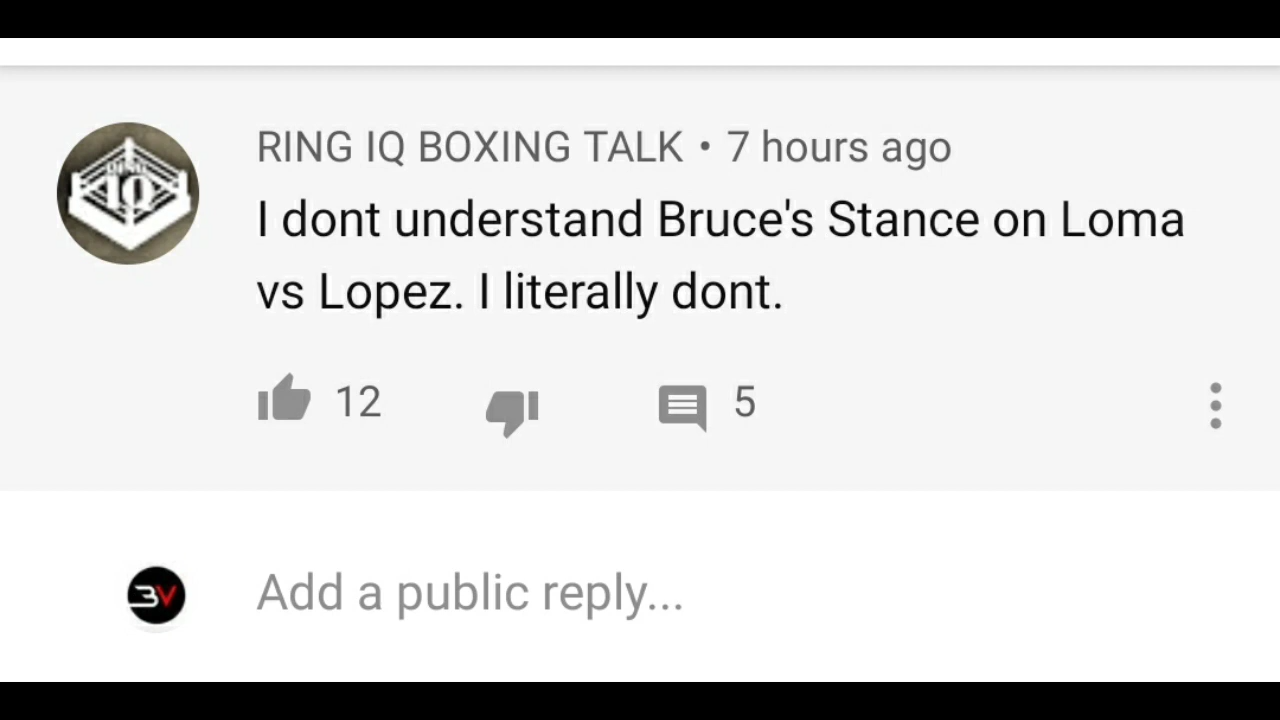 RING IQ BOXING TALK • 7 hours ago
I dont understand Bruce's Stance on Loma
vs Lopez. I literally dont.
12 5
Add a public reply...